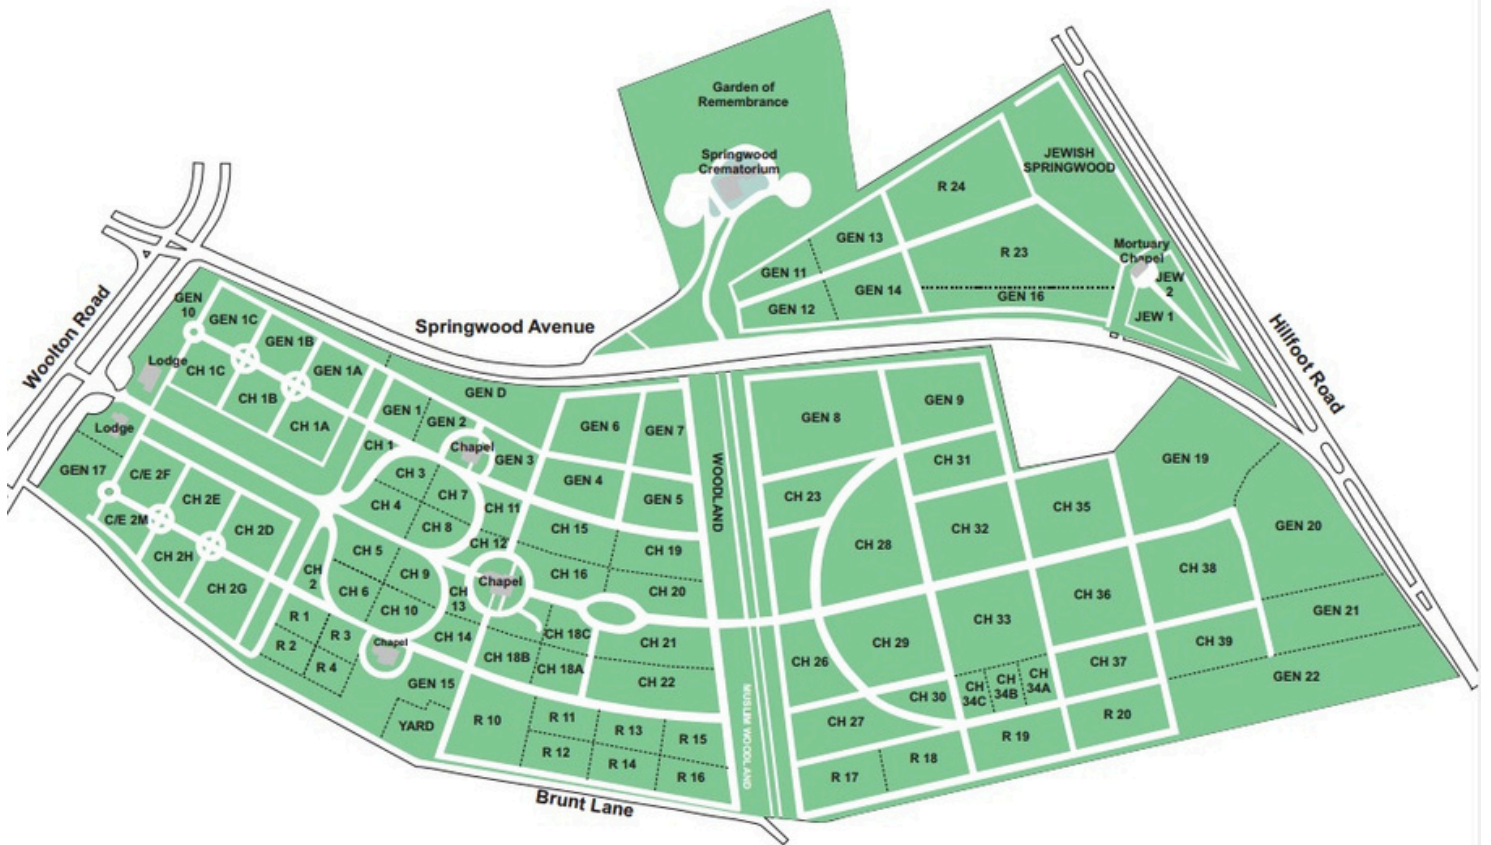 Garden of
Remembrance
Springwood
Crematorium
JEWISH
SPRINGWOOD
R 24
GEN 13
R 23
GEN 11
GEN 14
GEN 12
GEN 16
Mortuary
Chapel
JEW
2
JEW 1
Woolton Road
Springwood Avenue
Hillfoot Road
GEN
10
GEN 1C
GEN 1B
GEN 1A
Lodge
CH 1C
CH 1B
CH 1A
GEN D
GEN 1
GEN 2
CH 1
Chapel
GEN 3
GEN 6
GEN 7
GEN 4
GEN 5
Lodge
GEN 17
C/E 2F
C/E 2M
CH 2E
CH 2D
CH 2H
CH 2G
CH 3
CH 4
CH 7
CH 8
CH 11
CH 12
CH 15
CH 19
CH 16
CH 20
CH 5
CH 9
CH 6
CH 10
CH
2
CH
13
Chapel
CH 14
CH 18C
CH 18B
CH 18A
CH 21
CH 22
R 1
R 2
R 3
R 4
Chapel
GEN 15
YARD
R 10
R 11
R 12
R 13
R 14
R 15
R 16
WOODLAND
MUSLIM WOODLAND
Brunt Lane
GEN 8
GEN 9
CH 31
CH 23
CH 28
CH 32
CH 35
GEN 19
GEN 20
CH 38
CH 36
CH 33
CH 29
CH 26
CH 27
CH 30
CH
34C
CH
34B
CH
34A
CH 37
CH 39
GEN 21
GEN 22
R 17
R 18
R 19
R 20